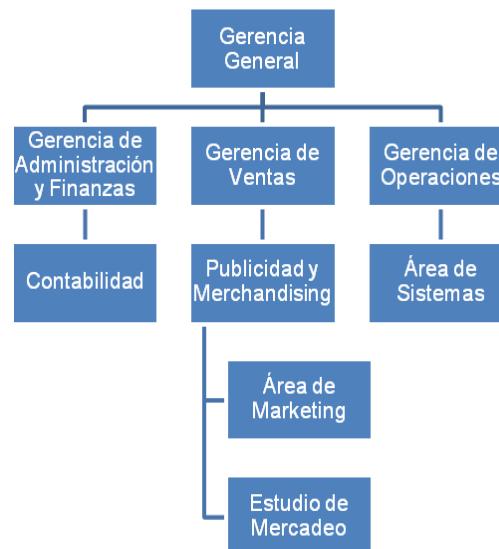 Gerencia
General
Gerencia de
Administración
y Finanzas
Gerencia de
Ventas
Gerencia de
Operaciones
Contabilidad
Publicidad y
Merchandising
Área de
Sistemas
Área de
Marketing
Estudio de
Mercadeo